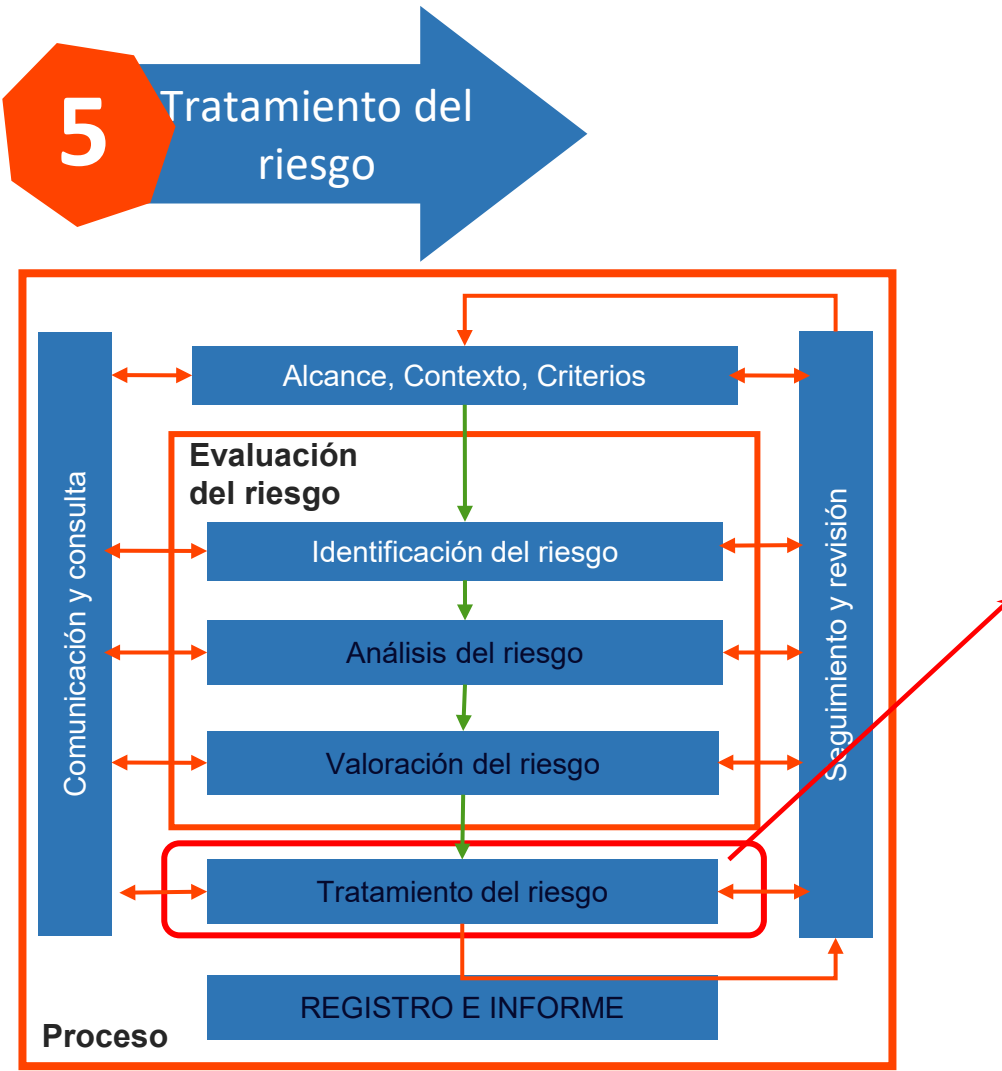 5
Tratamiento del
riesgo
Alcance, Contexto, Criterios
Evaluación
del riesgo
Identificación del riesgo
Análisis del riesgo
Valoración del riesgo
Tratamiento del riesgo
REGISTRO E INFORME
Proceso
Comunicación y consulta
Seguimiento y revisión